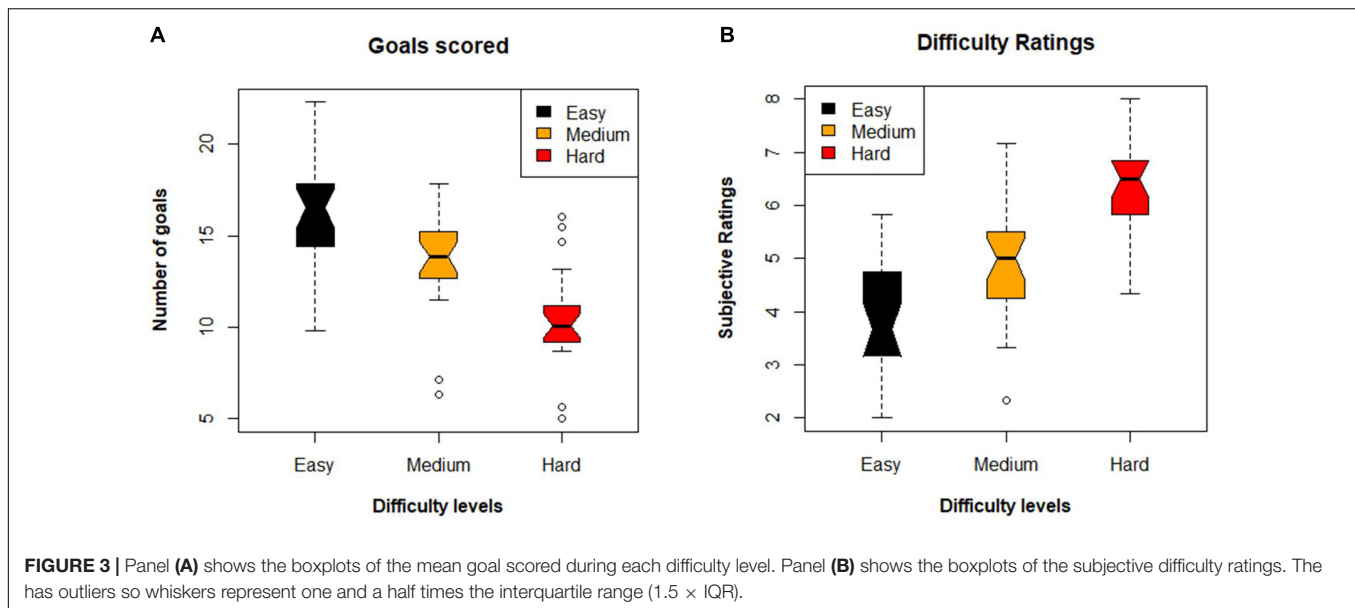 A
Goals scored
Easy
Medium
Hard
Number of goals
20
15
10
5
Easy Medium Hard
Difficulty levels
B
Difficulty Ratings
Easy
Medium
Hard
Subjective Ratings
8
7
6
5
4
3
2
Easy Medium Hard
Difficulty levels
FIGURE 3 | Panel (A) shows the boxplots of the mean goal scored during each difficulty level. Panel (B) shows the boxplots of the subjective difficulty ratings. The
has outliers so whiskers represent one and a half times the interquartile range (1.5 × IQR).